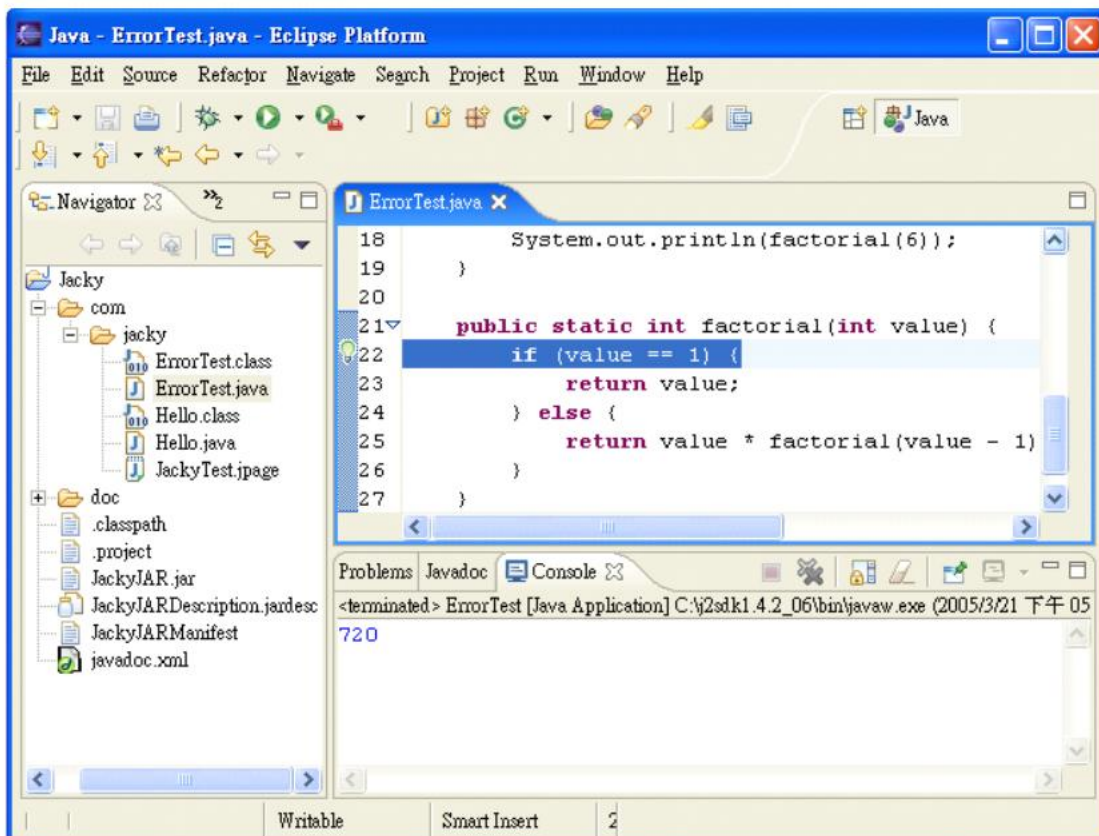 Java - ErrorTest.java - Eclipse Platform
File Edit Source Refactor Navigate Search Project Run Window Help
Java
Navigator
2
ErrorTest.java
Jacky
com
jacky
ErrorTest.class
ErrorTest.java
Hello.class
Hello.java
JackyTest.jpage
doc
.classpath
.project
JackyJAR.jar
JackyJARDescription.jardesc
JackyJARManifest
javadoc.xml
18 System.out.println(factorial(6));
19 }
20
21 public static int factorial(int value) {
22 if (value == 1) {
23 return value;
24 } else {
25 return value * factorial(value - 1)
26 }
27 }
Problems Javadoc Console
<terminated> ErrorTest [Java Application] C:\j2sdk1.4.2_06\bin\javaw.exe (2005/3/21 下午 05
720
Writable Smart Insert 2